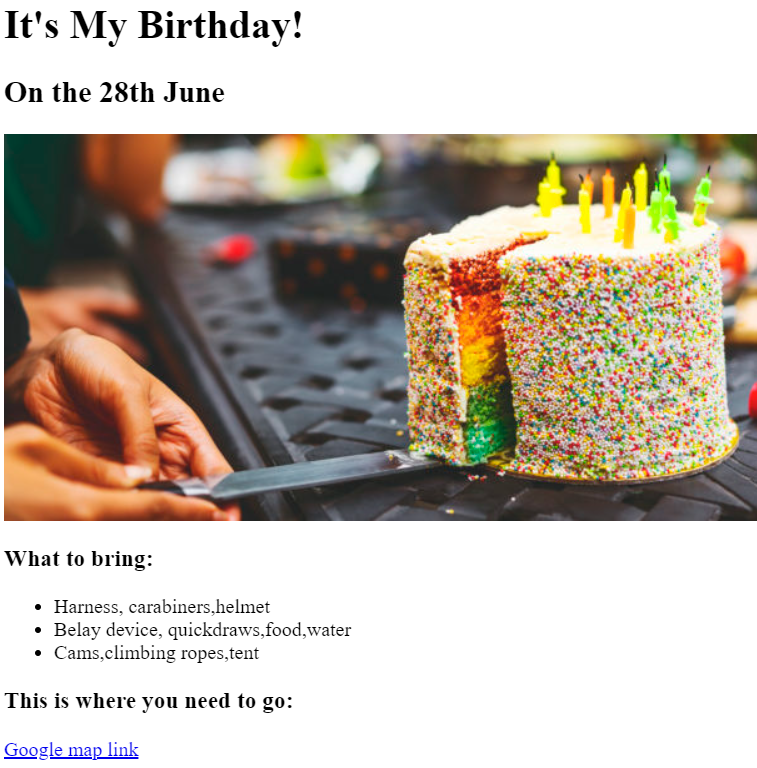 It's My Birthday!
On the 28th June
What to bring:
Harness, carabiners,helmet
Belay device, quickdraws,food,water
Cams,climbing ropes,tent
This is where you need to go:
Google map link